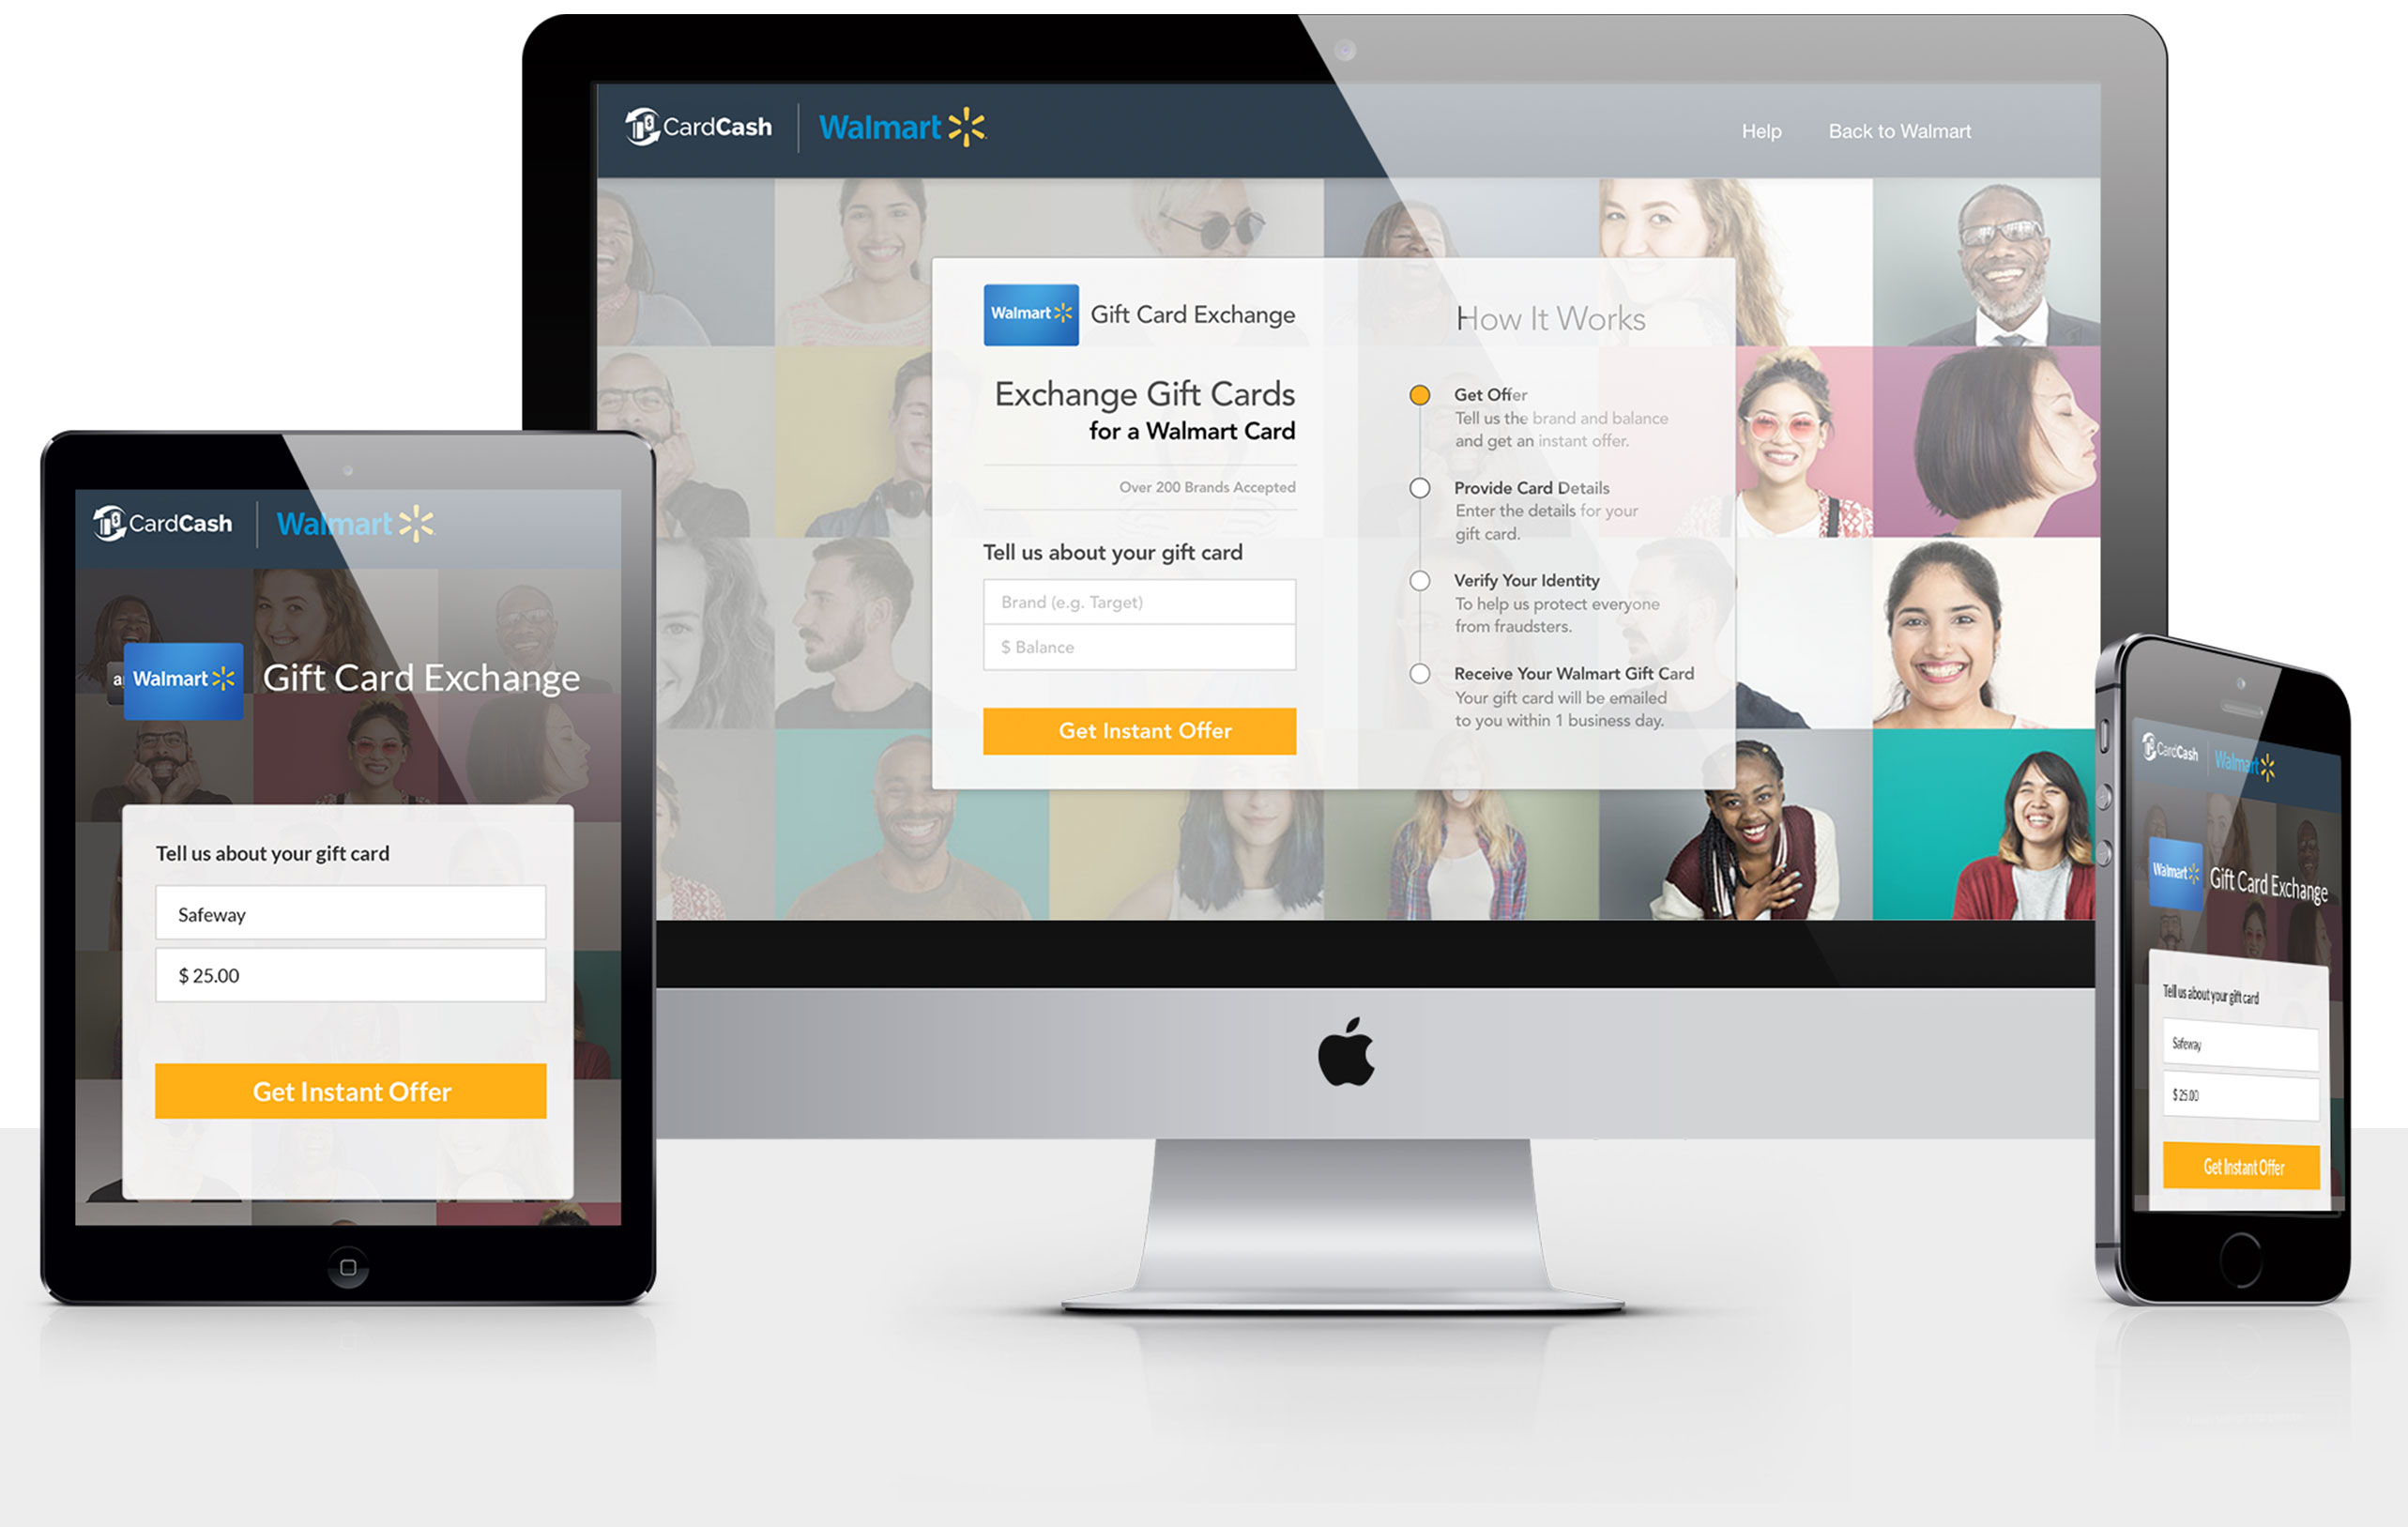 CardCash
Walmart
Help
Back to Walmart
Walmart
Gift Card Exchange
Exchange Gift Cards
for a Walmart Card
Over 200 Brands Accepted
Tell us about your gift card
Brand (e.g. Target)
$ Balance
Get Instant Offer
How It Works
Get Offer
Tell us the brand and balance
and get an instant offer.
Provide Card Details
Enter the details for your
gift card.
Verify Your Identity
To help us protect everyone
from fraudsters.
Receive Your Walmart Gift Card
Your gift card will be emailed
to you within 1 business day.
CardCash
Walmart
Walmart
Gift Card Exchange
Tell us about your gift card
Safeway
$ 25.00
Get Instant Offer
CardCash
Walmart
Walmart
Gift Card Exchange
Tell us about your gift card
Safeway
$ 25.00
Get Instant Offer